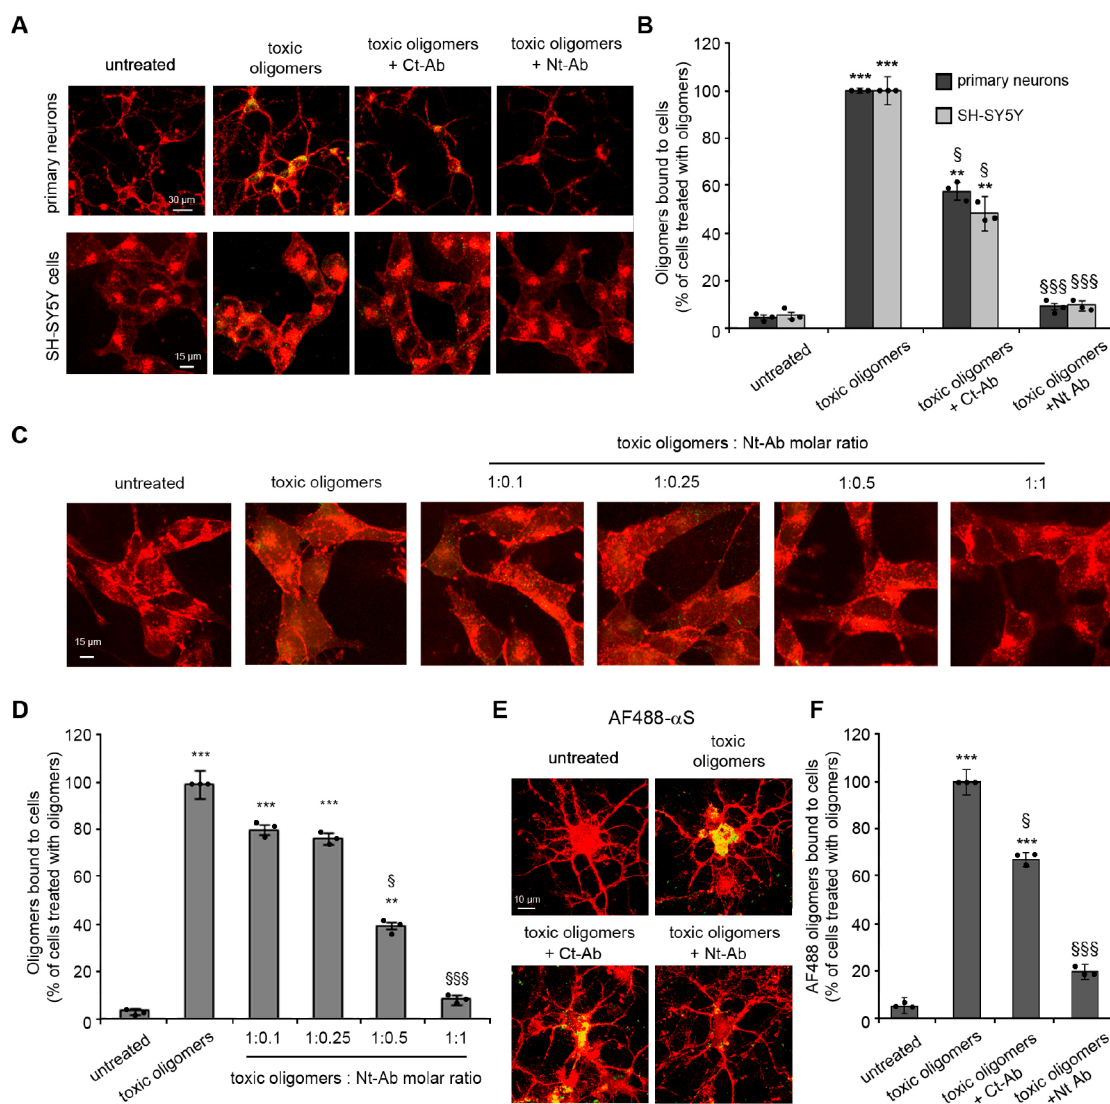 A
untreated
toxic
oligomers
toxic oligomers
+ Ct-Ab
toxic oligomers
+ Nt-Ab
primary neurons
30 µm
SH-SY5Y cells
15 µm
B
Oligomers bound to cells
(% of cells treated with oligomers)
120
100
80
60
40
20
0
*** ***
primary neurons
SH-SY5Y
§ §
** **
§§§ §§§
untreated
toxic oligomers
toxic oligomers
+ Ct-Ab
toxic oligomers
+Nt Ab
C
toxic oligomers : Nt-Ab molar ratio
untreated
toxic oligomers
1:0.1
1:0.25
1:0.5
1:1
15 µm
D
Oligomers bound to cells
(% of cells treated with oligomers)
120
100
80
60
40
20
0
***
***
***
§
**
§§§
untreated
toxic oligomers
1:0.1
1:0.25
1:0.5
1:1
toxic oligomers : Nt-Ab molar ratio
E
AF488-αS
untreated
toxic
oligomers
10 µm
toxic oligomers
+ Ct-Ab
toxic oligomers
+ Nt-Ab
F
AF488 oligomers bound to cells
(% of cells treated with oligomers)
120
100
80
60
40
20
0
***
§
***
§§§
untreated
toxic oligomers
toxic oligomers
+ Ct-Ab
toxic oligomers
+Nt Ab